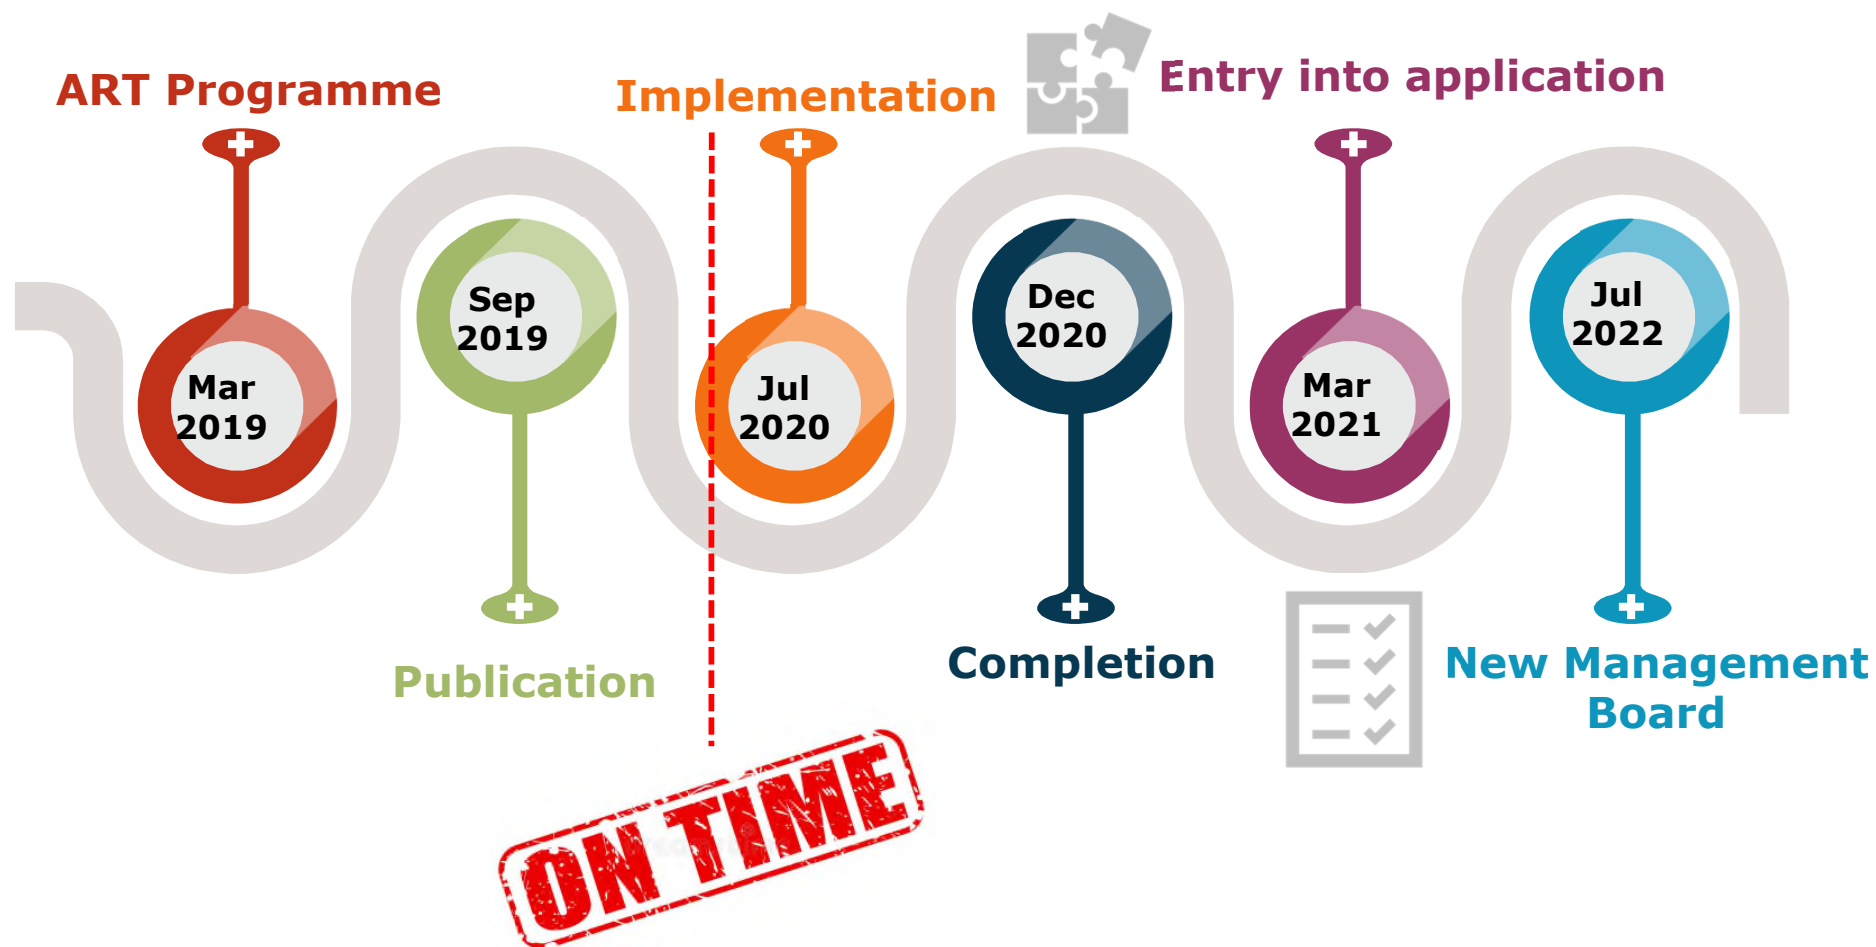 ART Programme
Implementation
Entry into application
Mar
2019
Sep
2019
Jul
2020
Dec
2020
Mar
2021
Jul
2022
Publication
Completion
New Management
Board
ON TIME